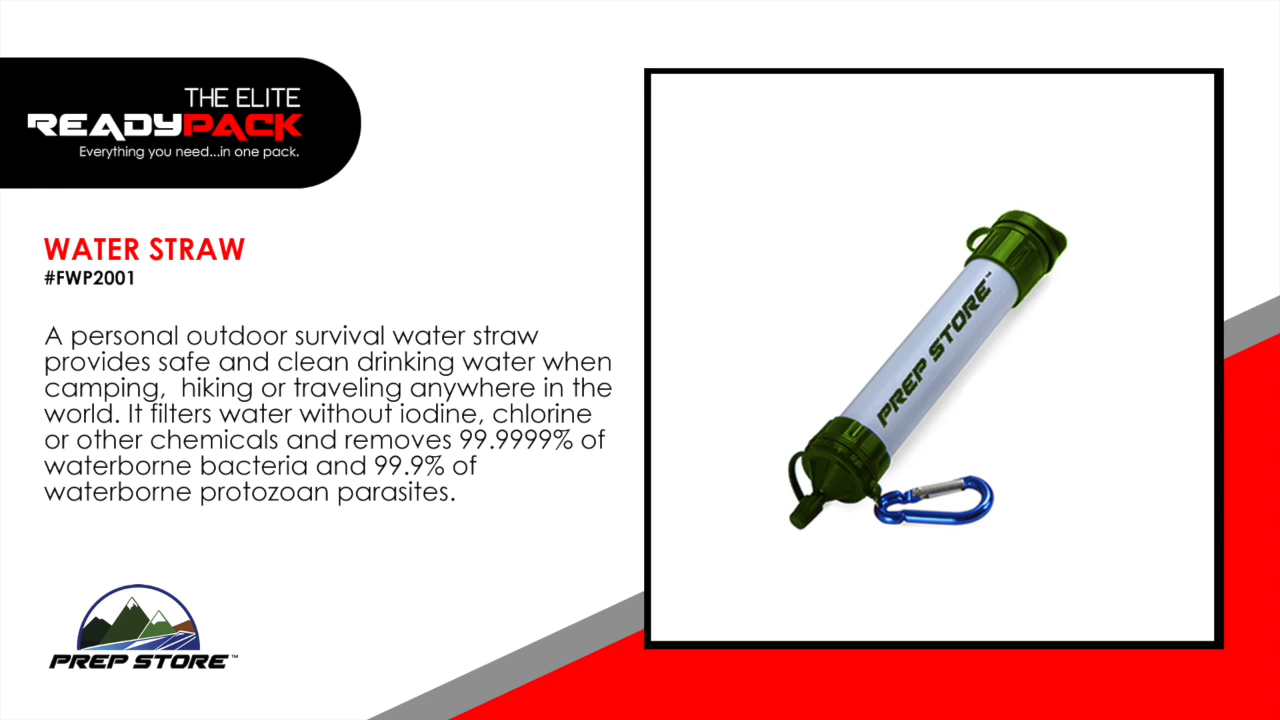 THE ELITE
READYPACK
Everything you need...in one pack.
WATER STRAW
#FWP2001
A personal outdoor survival water straw
provides safe and clean drinking water when
camping,  hiking or traveling anywhere in the
world. It filters water without iodine, chlorine
or other chemicals and removes 99.9999% of
waterborne bacteria and 99.9% of
waterborne protozoan parasites.
PREP STORE™
PREP STORE™